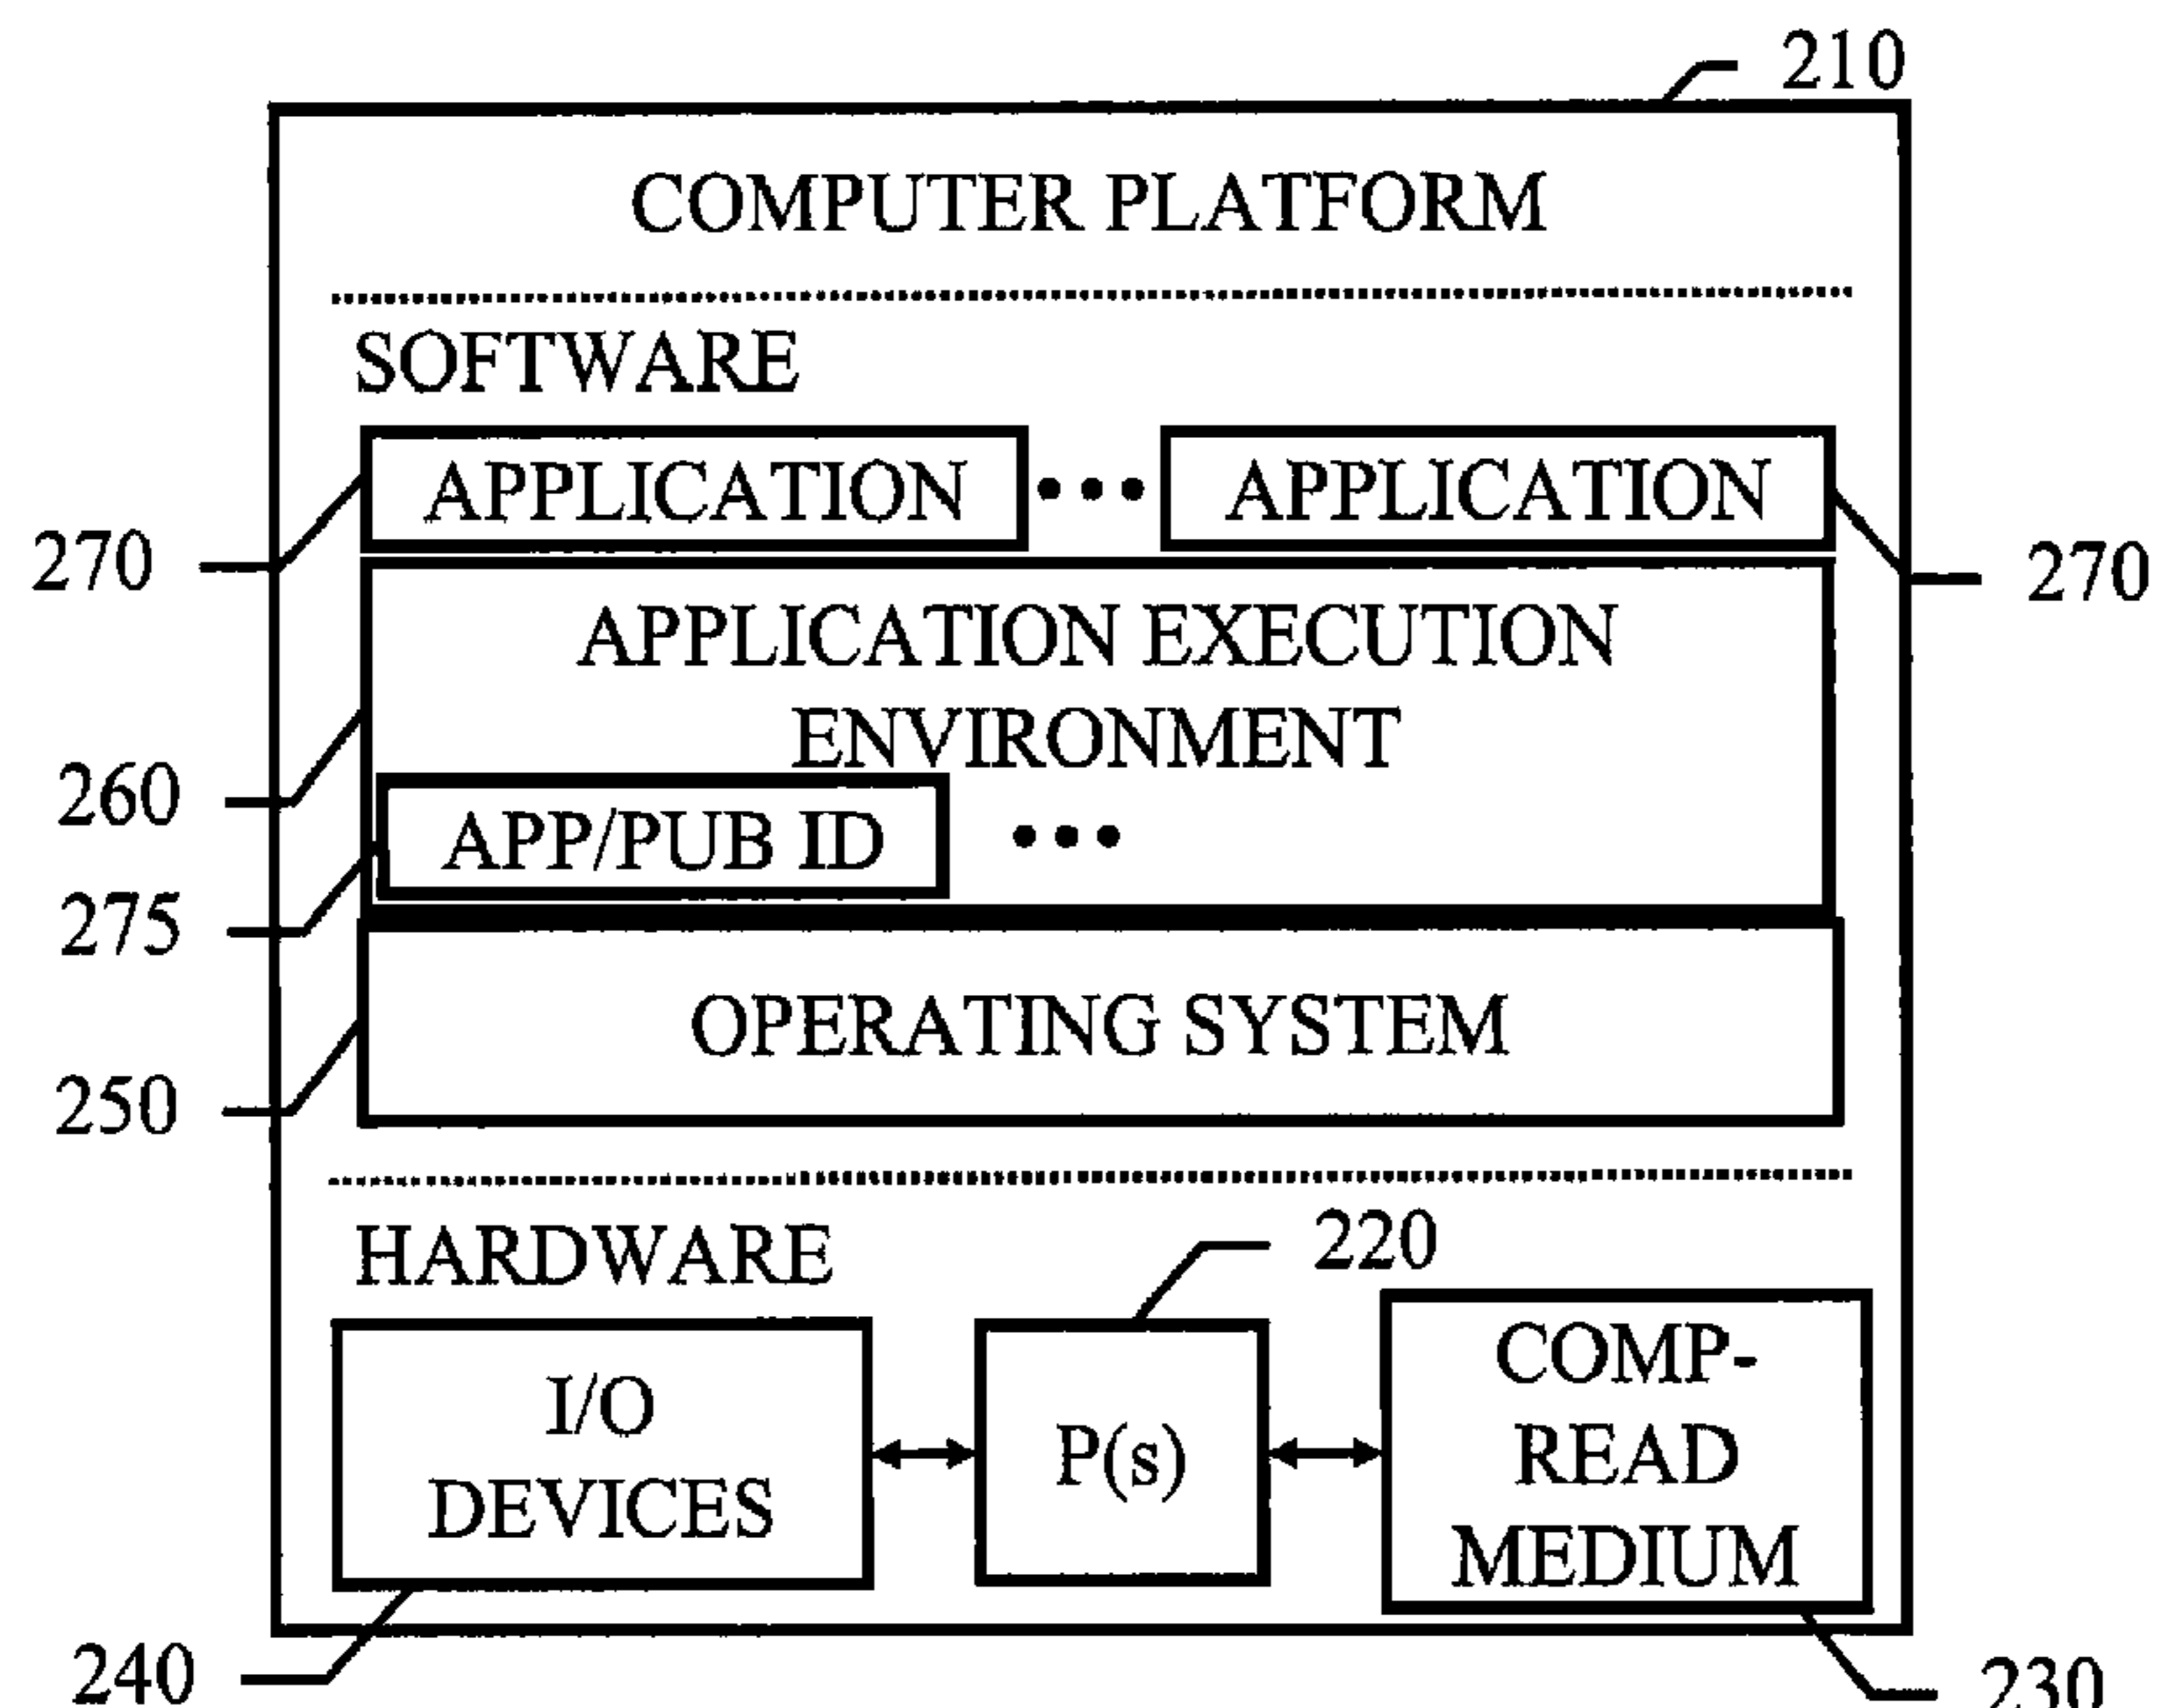 210
COMPUTER PLATFORM
SOFTWARE
APPLICATION ••• APPLICATION
270
270
APPLICATION EXECUTION
ENVIRONMENT
260
APP/PUB ID •••
275
OPERATING SYSTEM
250
HARDWARE
220
I/O
DEVICES
P(s)
COMP-
READ
MEDIUM
240
230